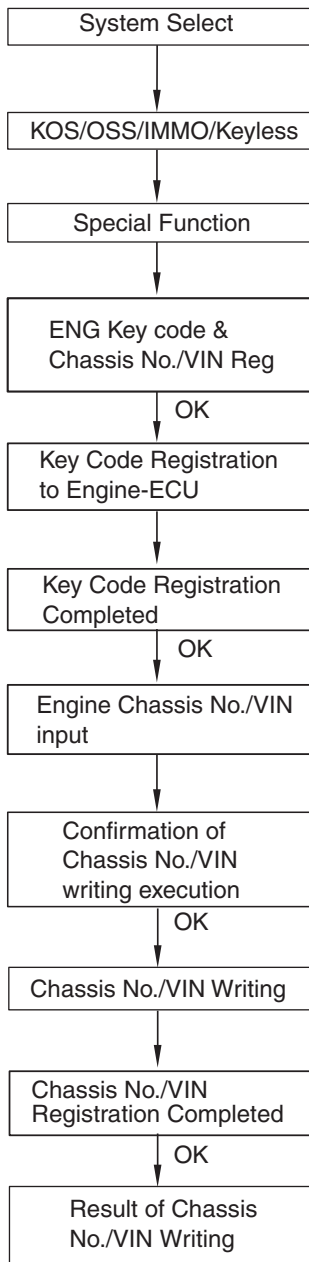 System Select
KOS/OSS/IMMO/Keyless
Special Function
ENG Key code &
Chassis No./VIN Reg
OK
Key Code Registration
to Engine-ECU
Key Code Registration
Completed
OK
Engine Chassis No./VIN
input
Confirmation of
Chassis No./VIN
writing execution
OK
Chassis No./VIN Writing
Chassis No./VIN
Registration Completed
OK
Result of Chassis
No./VIN Writing